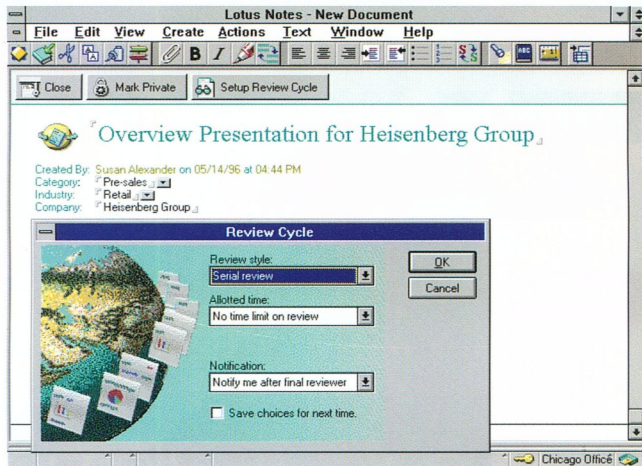 Lotus Notes - New Document
File Edit View Create Actions Text Window Help
B I
Close Mark Private Setup Review Cycle
Overview Presentation for Heisenberg Group
Created By: Susan Alexander on 05/14/96 at 04:44 PM
Category: Pre-sales
Industry: Retail
Company: Heisenberg Group
Review Cycle
Review style:
Serial review
OK
Cancel
Allotted time:
No time limit on review
Notification:
Notify me after final reviewer
Save choices for next time.
Chicago Office